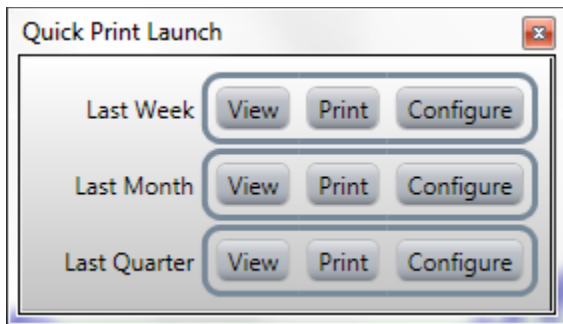 Quick Print Launch
Last Week View Print Configure
Last Month View Print Configure
Last Quarter View Print Configure